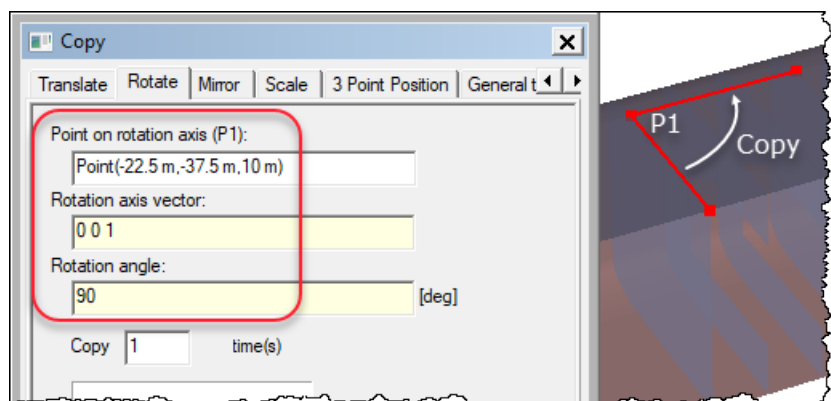 Copy
Translate Rotate Mirror Scale 3 Point Position General t
Point on rotation axis (P1):
Point(-22.5 m,-37.5 m,10 m)
Rotation axis vector:
0 0 1
Rotation angle:
90 [deg]
Copy 1 time(s)
P1
Copy